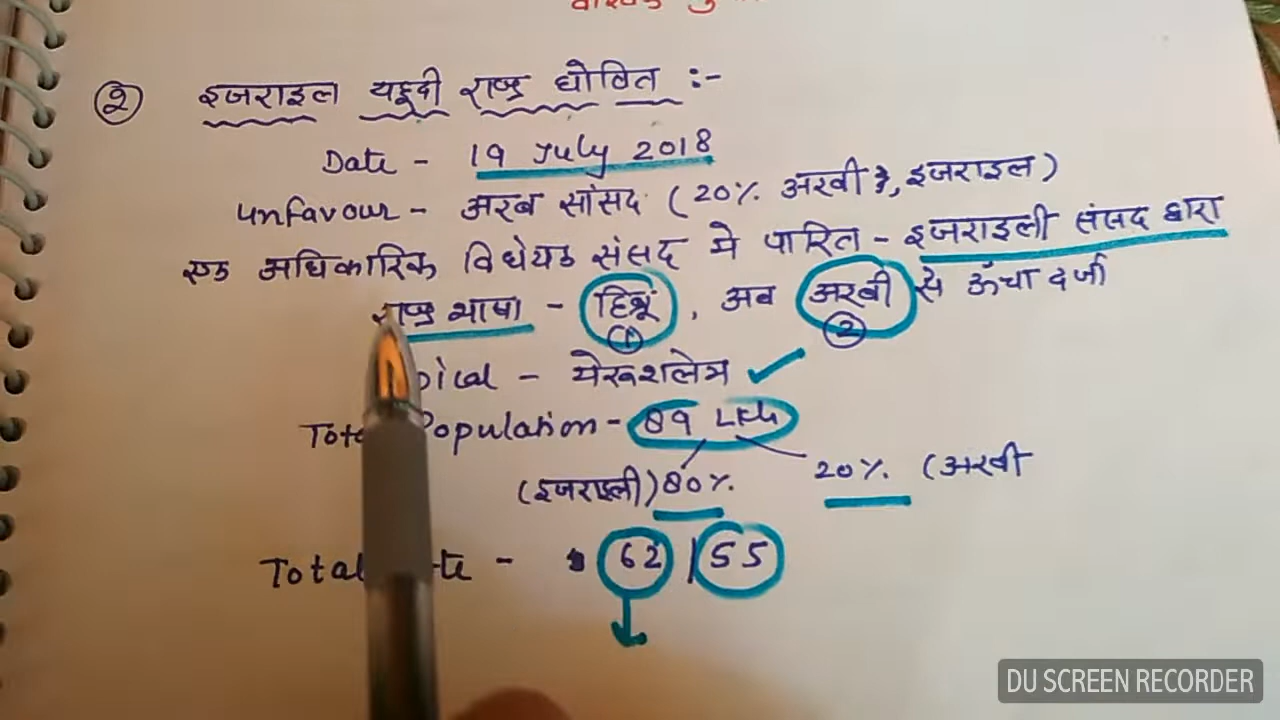 ② इजराइल यहूदी राष्ट्र घोषित :-
Date - 19 July 2018
unfavour - अरब सांसद (20% अरबी है, इजराइल)
एक अधिकारिक विधेयक संसद मे पारित - इजराइली संसद द्वारा
राष्ट्र भाषा - हिब्रूं, अब अरबी से ऊँचा दर्जा
① ②
- येरूशलेम ✓
Population - 89 Lkh
(इजराइली) 80% 20% (अरबी
Total - 62 | 55
DU SCREEN RECORDER